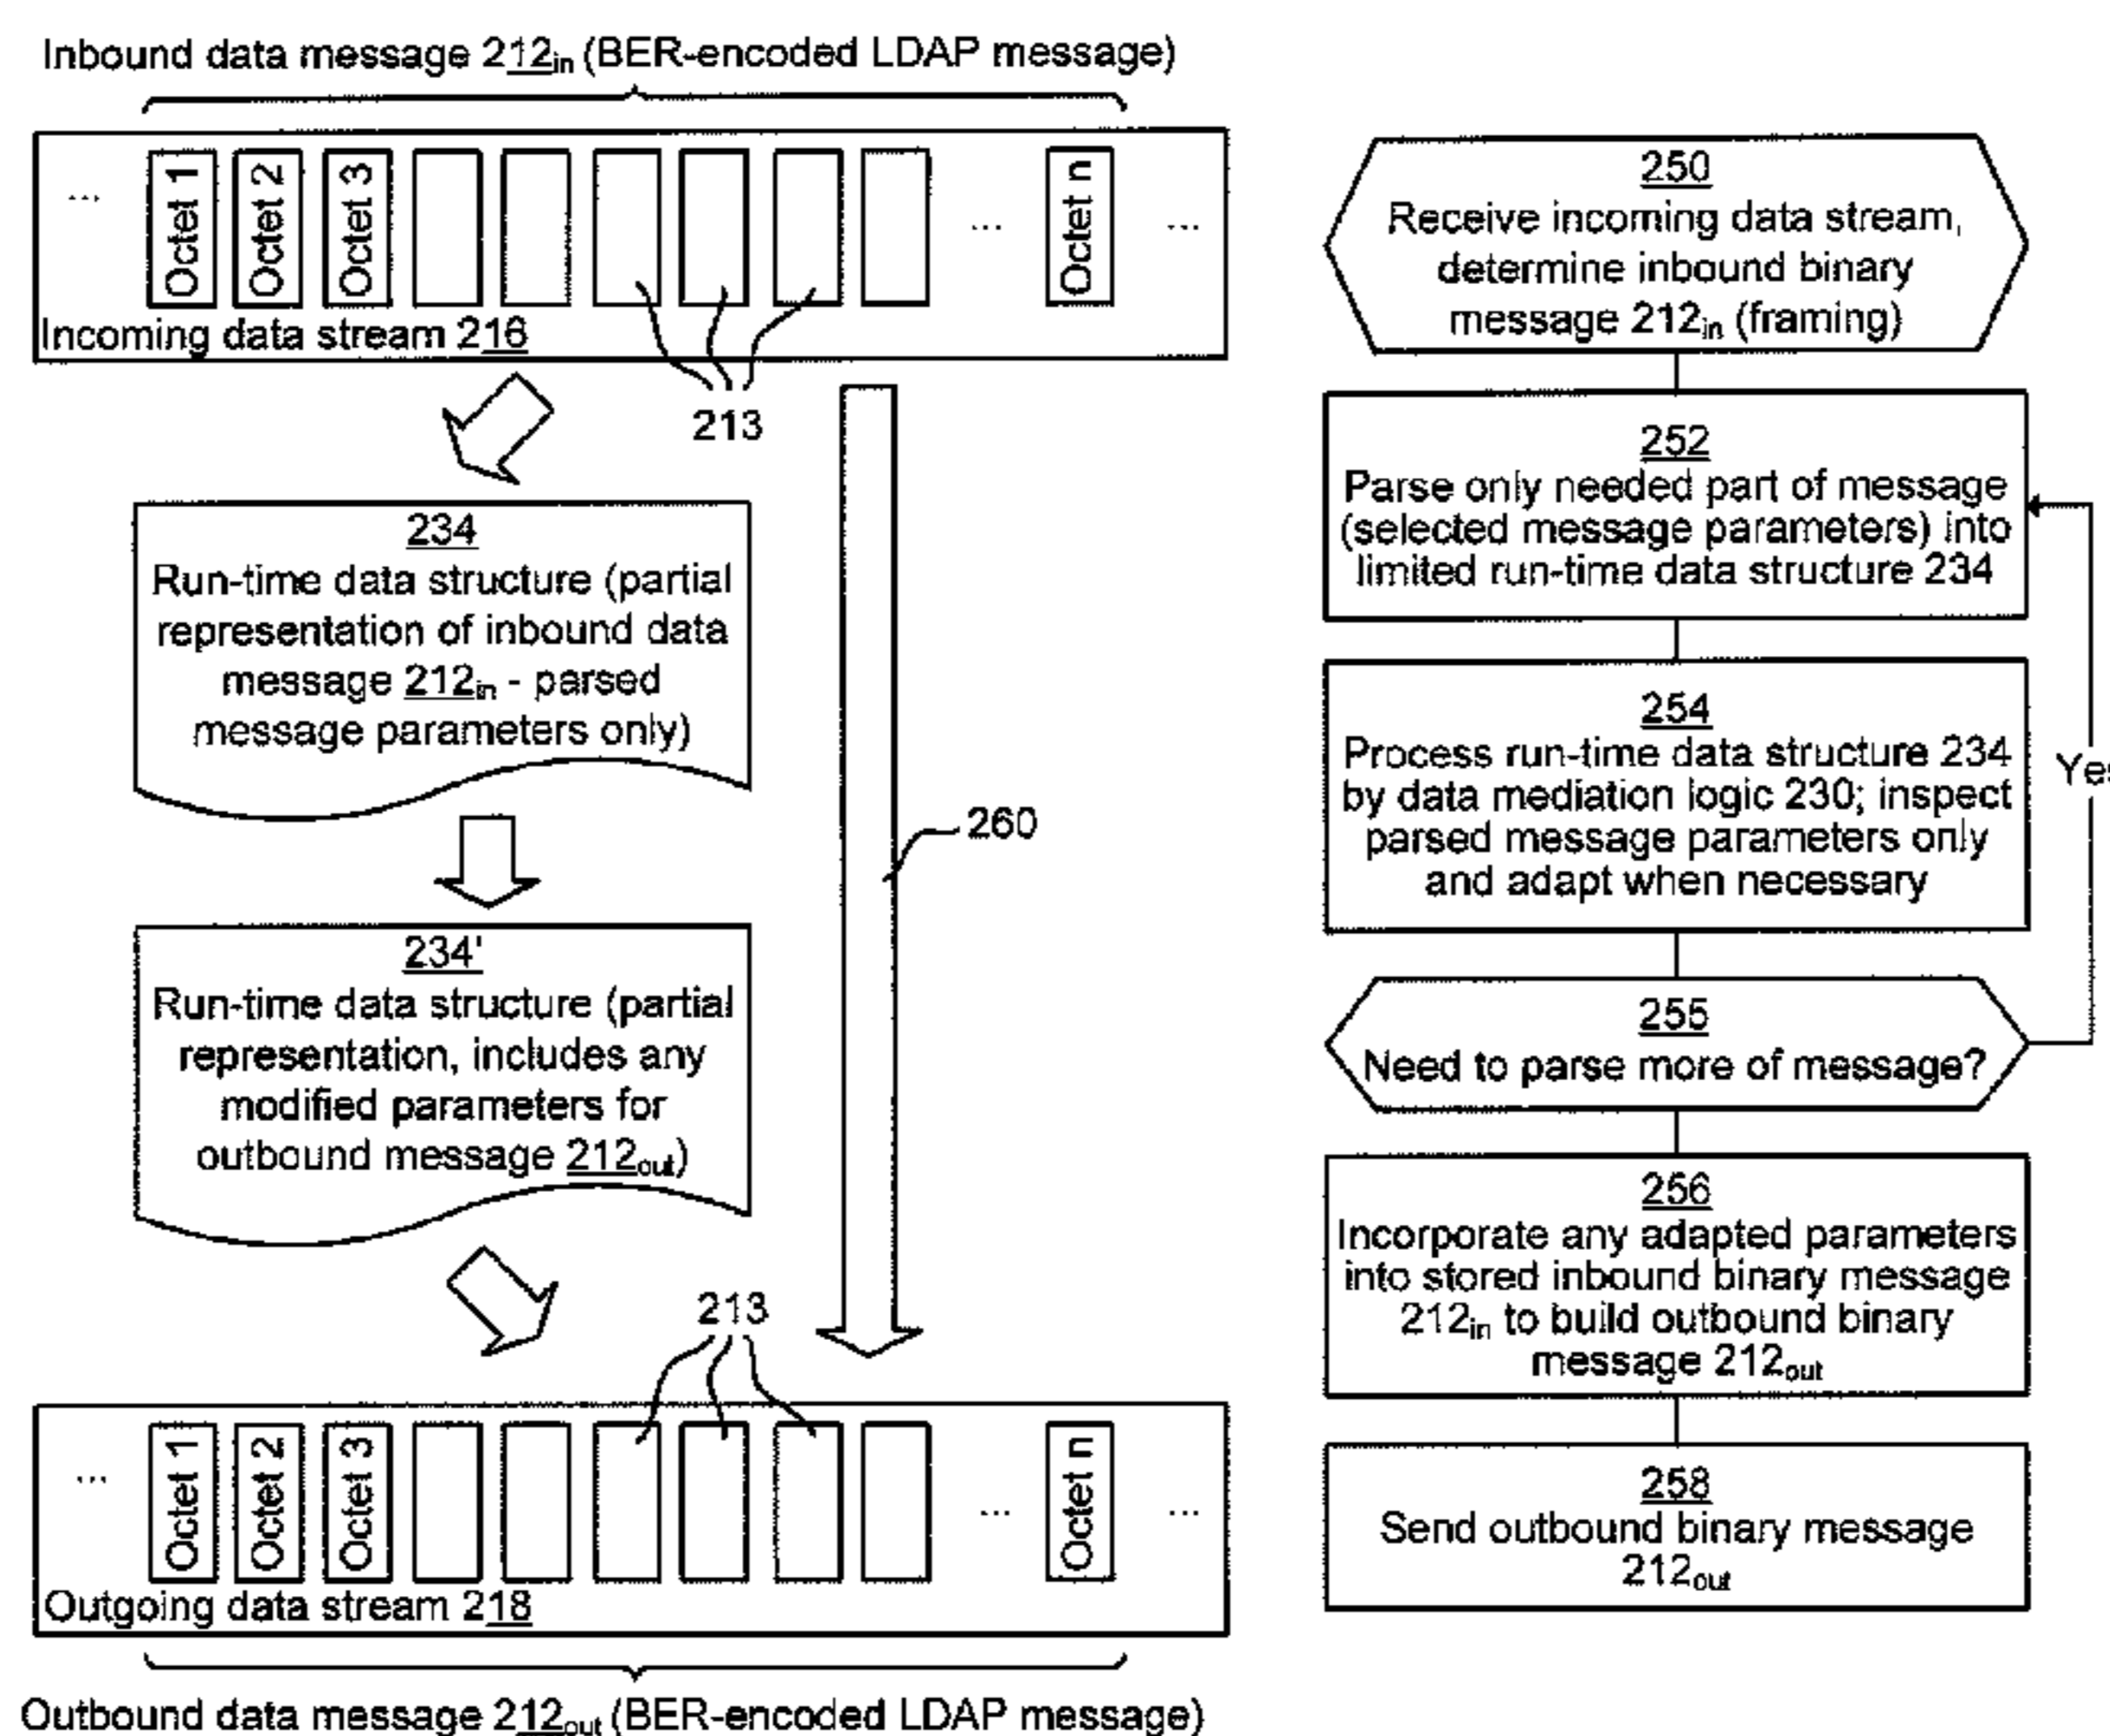 Inbound data message 212in (BER-encoded LDAP message)
... Octet 1 Octet 2 Octet 3 ... Octet n ...
Incoming data stream 216
213
234
Run-time data structure (partial
representation of inbound data
message 212in - parsed
message parameters only)
260
234'
Run-time data structure (partial
representation, includes any
modified parameters for
outbound message 212out)
213
... Octet 1 Octet 2 Octet 3 ... Octet n ...
Outgoing data stream 218
Outbound data message 212out (BER-encoded LDAP message)
250
Receive incoming data stream,
determine inbound binary
message 212in (framing)
252
Parse only needed part of message
(selected message parameters) into
limited run-time data structure 234
254
Process run-time data structure 234
by data mediation logic 230; inspect
parsed message parameters only
and adapt when necessary
Yes
255
Need to parse more of message?
256
Incorporate any adapted parameters
into stored inbound binary message
212in to build outbound binary
message 212out
258
Send outbound binary message
212out